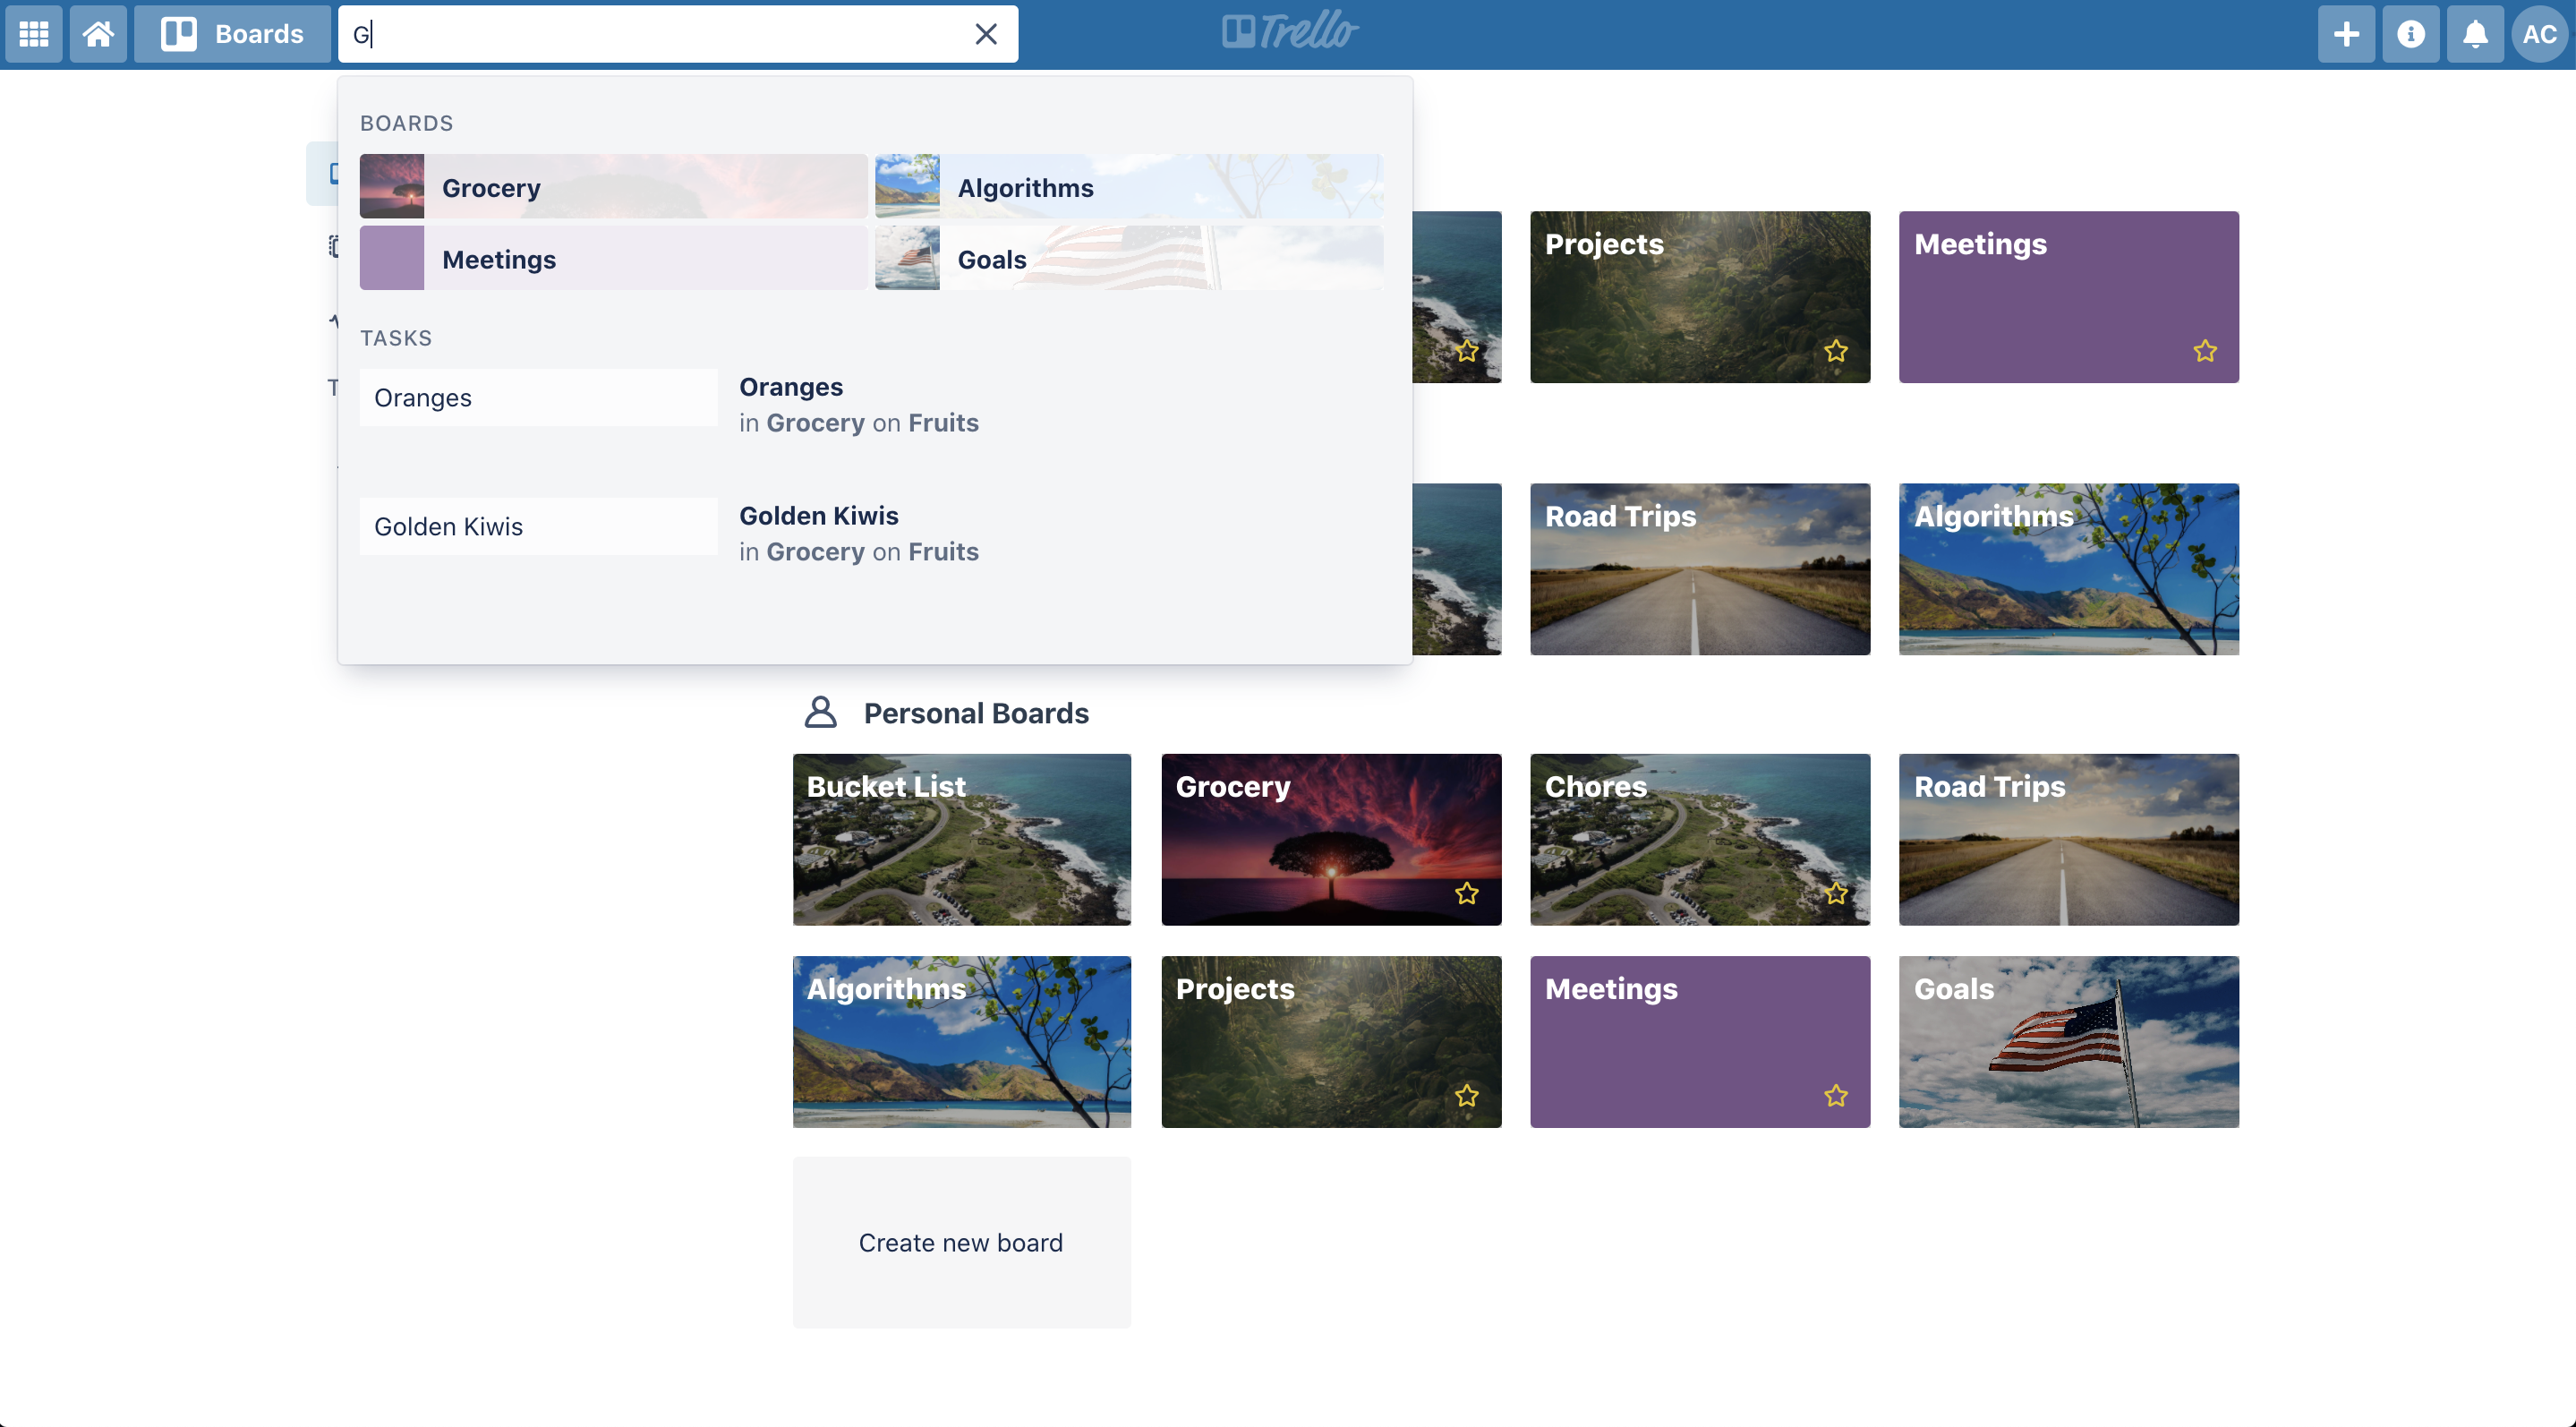 Boards
G
Trello
AC
BOARDS
Grocery
Algorithms
Meetings
Goals
TASKS
Oranges
Oranges
in Grocery on Fruits
Golden Kiwis
Golden Kiwis
in Grocery on Fruits
Projects
Meetings
Road Trips
Algorithms
Personal Boards
Bucket List
Grocery
Chores
Road Trips
Algorithms
Projects
Meetings
Goals
Create new board